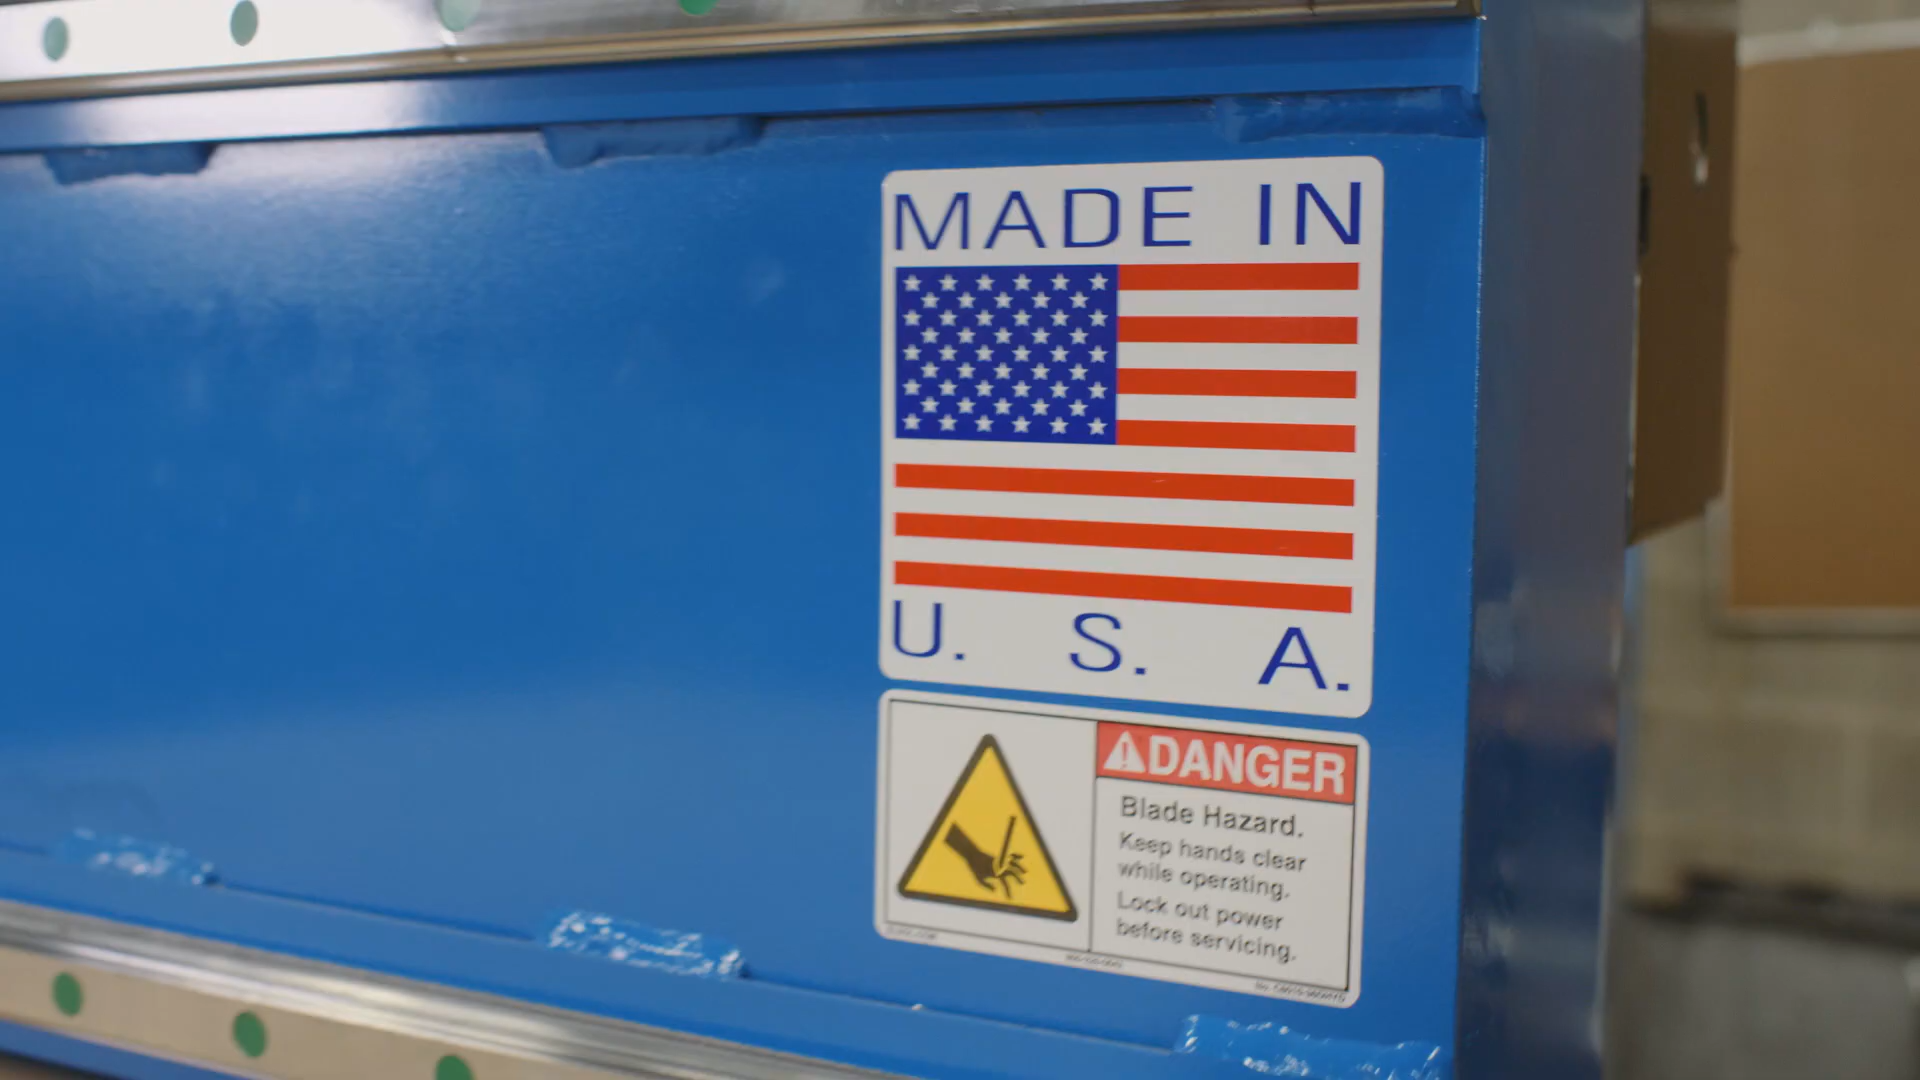 MADE IN
U. S. A.
DANGER
Blade Hazard.
Keep hands clear
while operating.
Lock out power
before servicing.